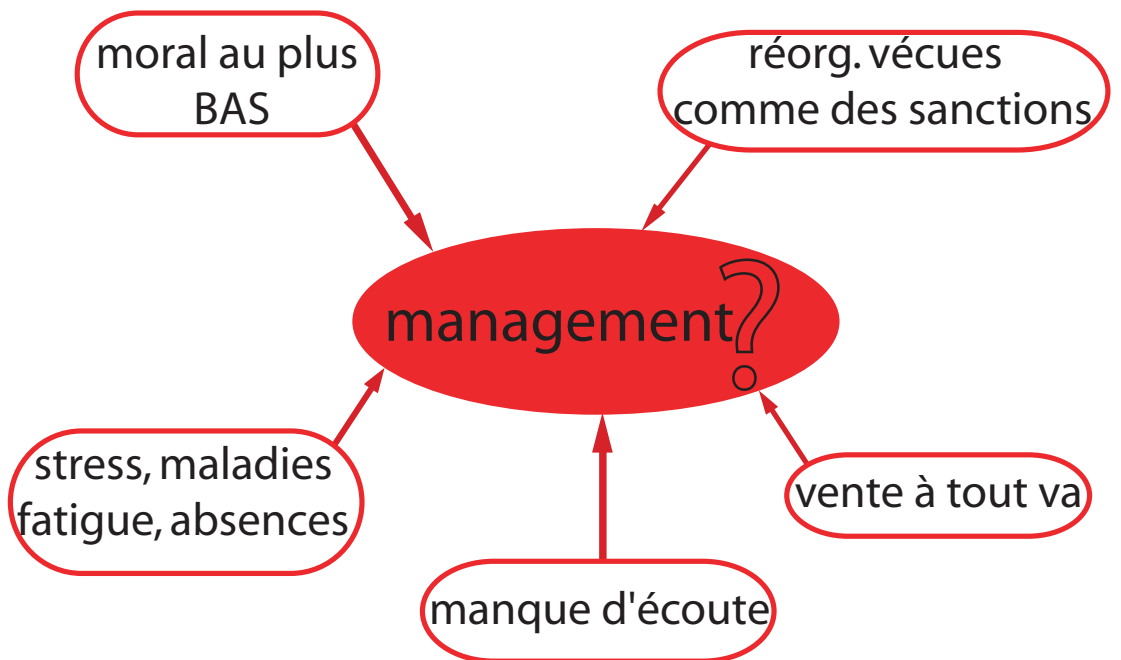 moral au plus
BAS
réorg. vécues
comme des sanctions
management?
stress, maladies
fatigue, absences
vente à tout va
manque d'écoute